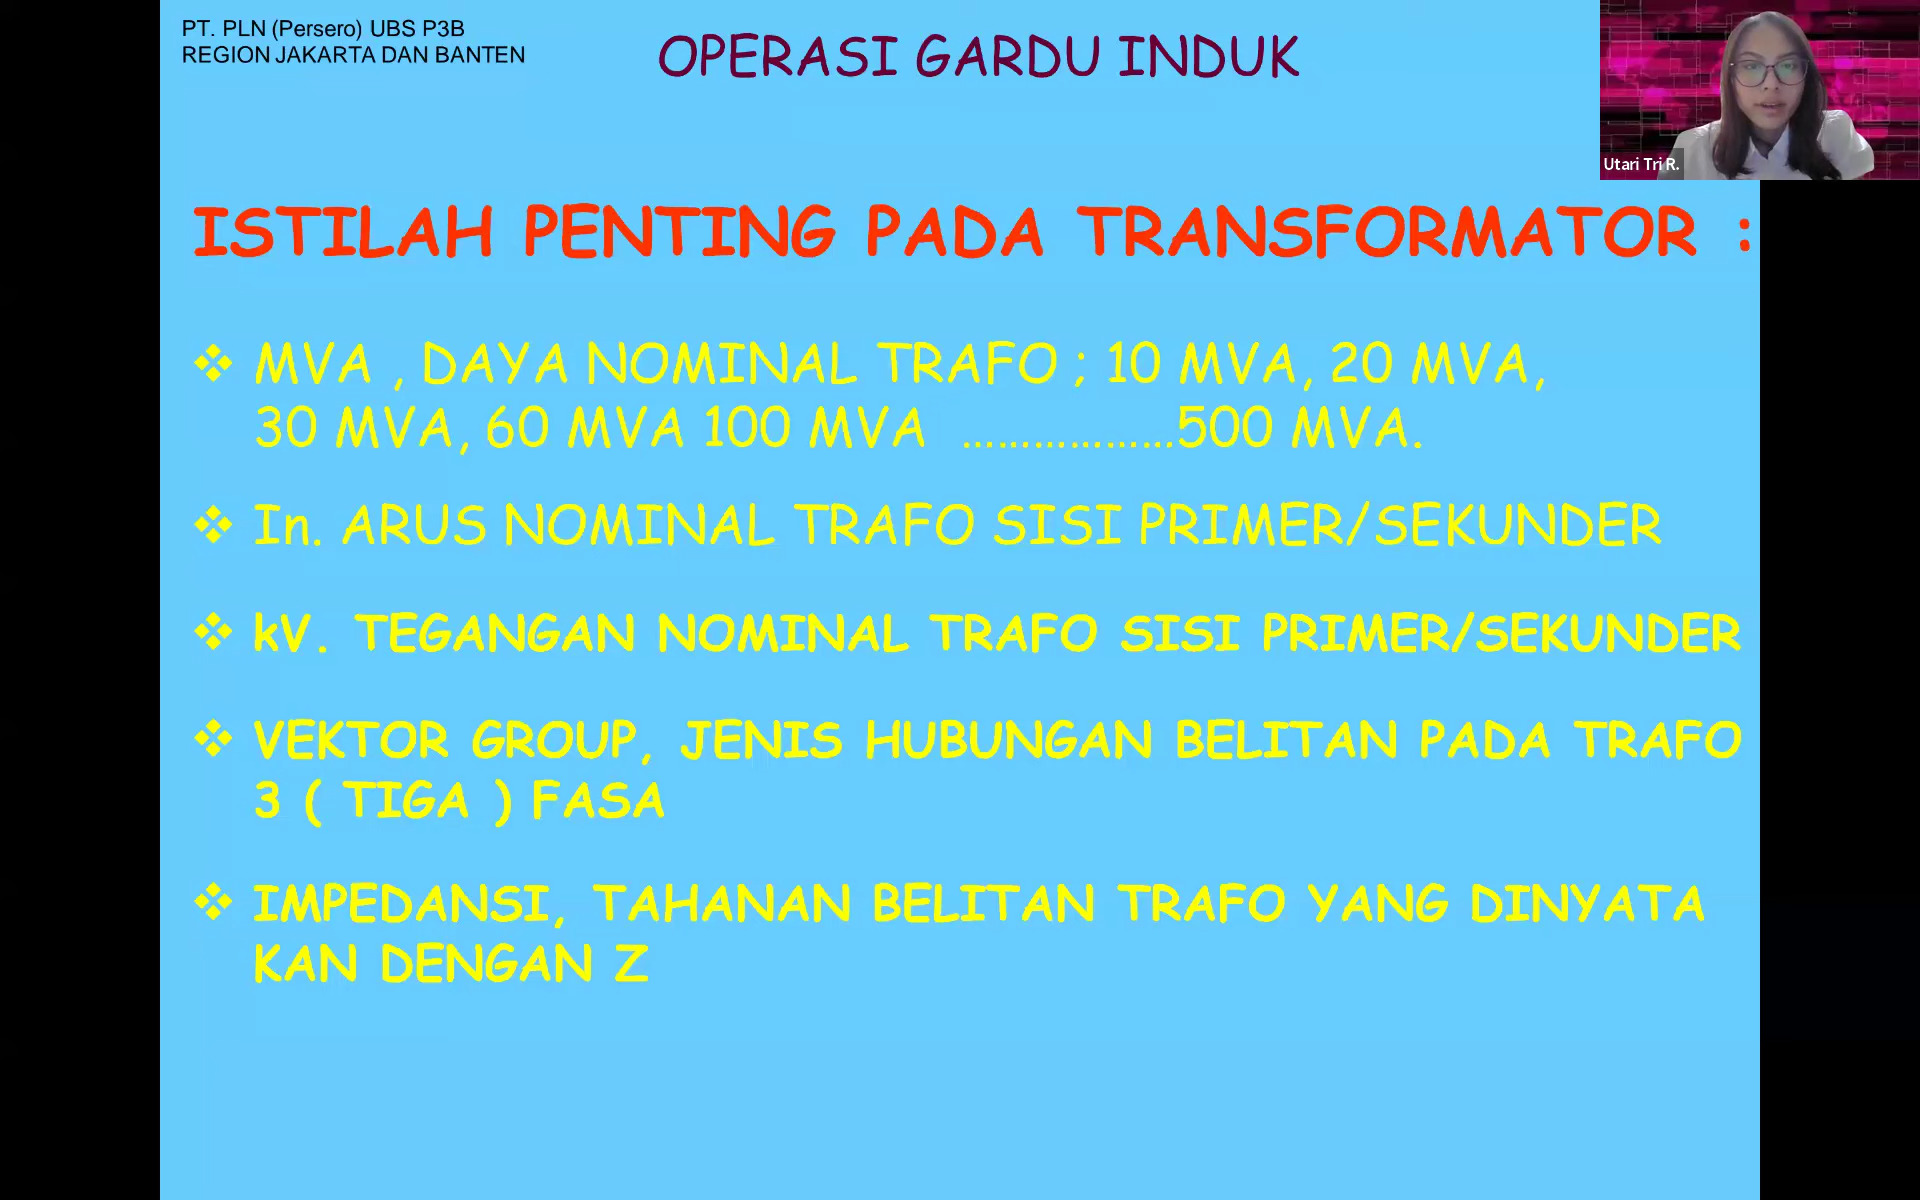 PT. PLN (Persero) UBS P3B
REGION JAKARTA DAN BANTEN
OPERASI GARDU INDUK
Utari Tri R.
ISTILAH PENTING PADA TRANSFORMATOR :
❖ MVA , DAYA NOMINAL TRAFO ; 10 MVA, 20 MVA,
30 MVA, 60 MVA 100 MVA ………………500 MVA.
❖ In. ARUS NOMINAL TRAFO SISI PRIMER/SEKUNDER
❖ kV. TEGANGAN NOMINAL TRAFO SISI PRIMER/SEKUNDER
❖ VEKTOR GROUP, JENIS HUBUNGAN BELITAN PADA TRAFO
3 ( TIGA ) FASA
❖ IMPEDANSI, TAHANAN BELITAN TRAFO YANG DINYATA
KAN DENGAN Z